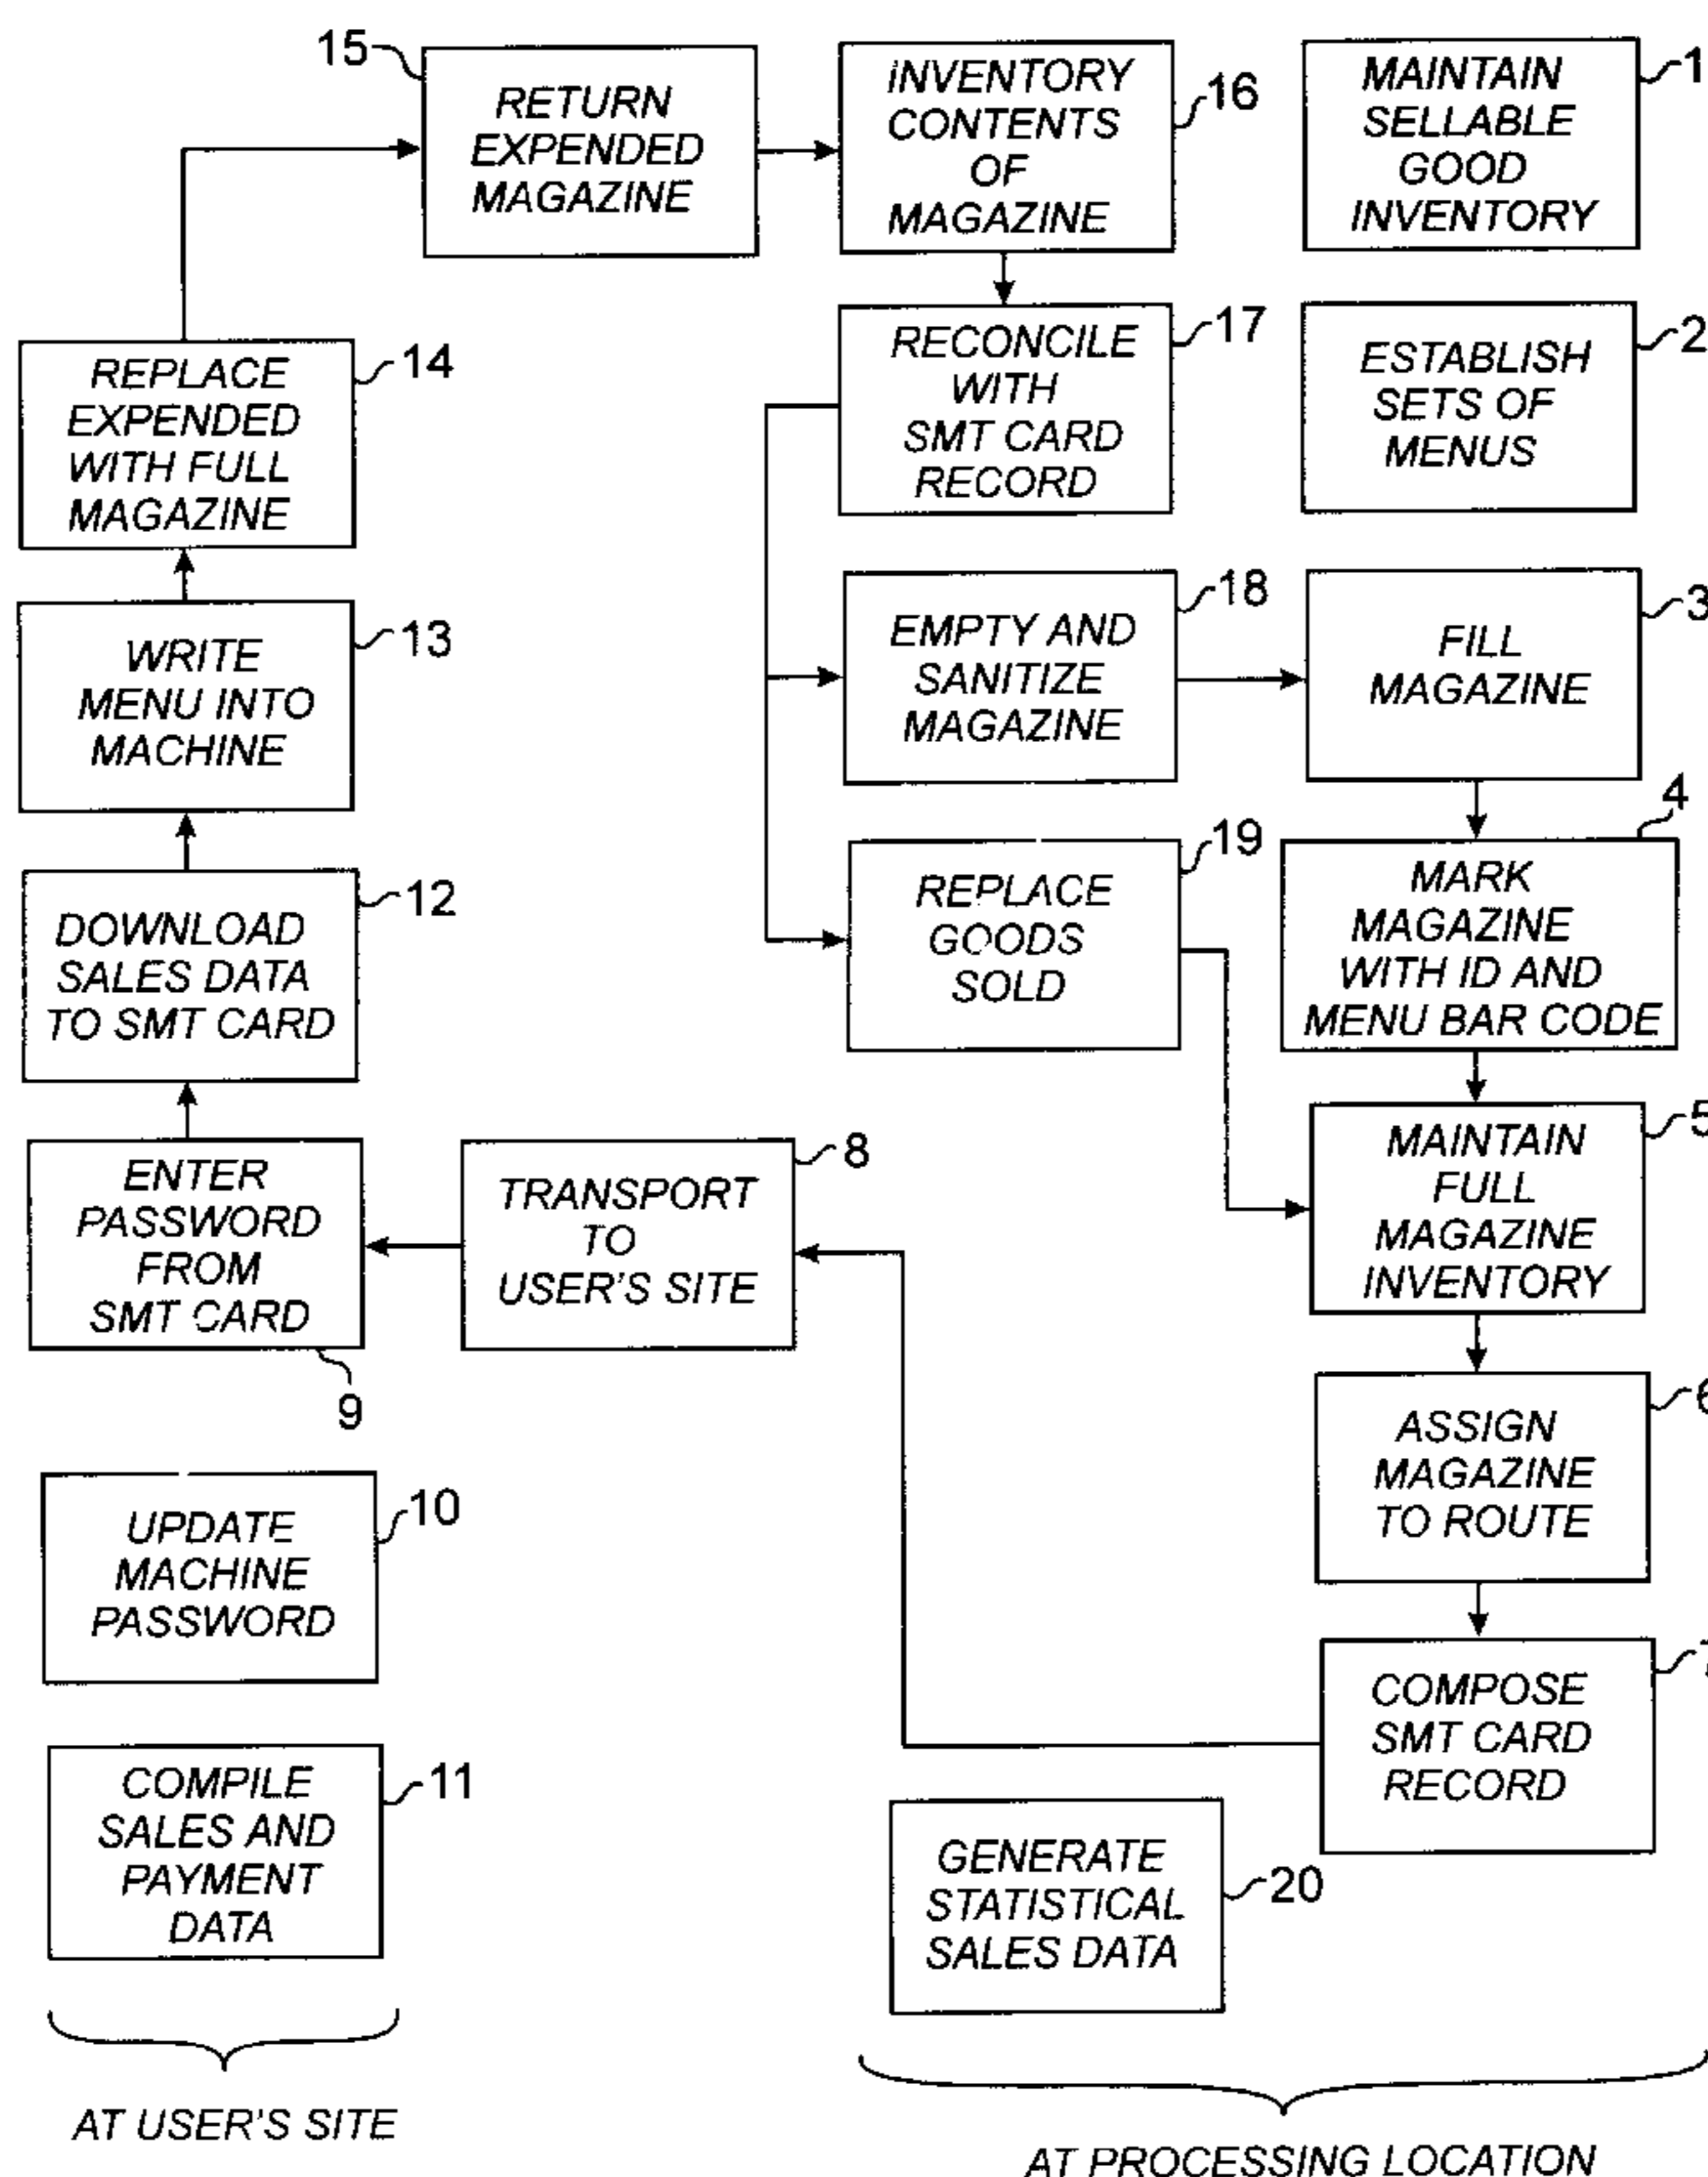 15
RETURN
EXPENDED
MAGAZINE
INVENTORY
CONTENTS
OF
MAGAZINE
16
MAINTAIN
SELLABLE
GOOD
INVENTORY
1
REPLACE
EXPENDED
WITH FULL
MAGAZINE
14
RECONCILE
WITH
SMT CARD
RECORD
17
ESTABLISH
SETS OF
MENUS
2
WRITE
MENU INTO
MACHINE
13
EMPTY AND
SANITIZE
MAGAZINE
18
FILL
MAGAZINE
3
DOWNLOAD
SALES DATA
TO SMT CARD
12
REPLACE
GOODS
SOLD
19
MARK
MAGAZINE
WITH ID AND
MENU BAR CODE
4
ENTER
PASSWORD
FROM
SMT CARD
9
TRANSPORT
TO
USER'S SITE
8
MAINTAIN
FULL
MAGAZINE
INVENTORY
5
ASSIGN
MAGAZINE
TO ROUTE
6
UPDATE
MACHINE
PASSWORD
10
COMPOSE
SMT CARD
RECORD
7
COMPILE
SALES AND
PAYMENT
DATA
11
GENERATE
STATISTICAL
SALES DATA
20
AT USER'S SITE
AT PROCESSING LOCATION